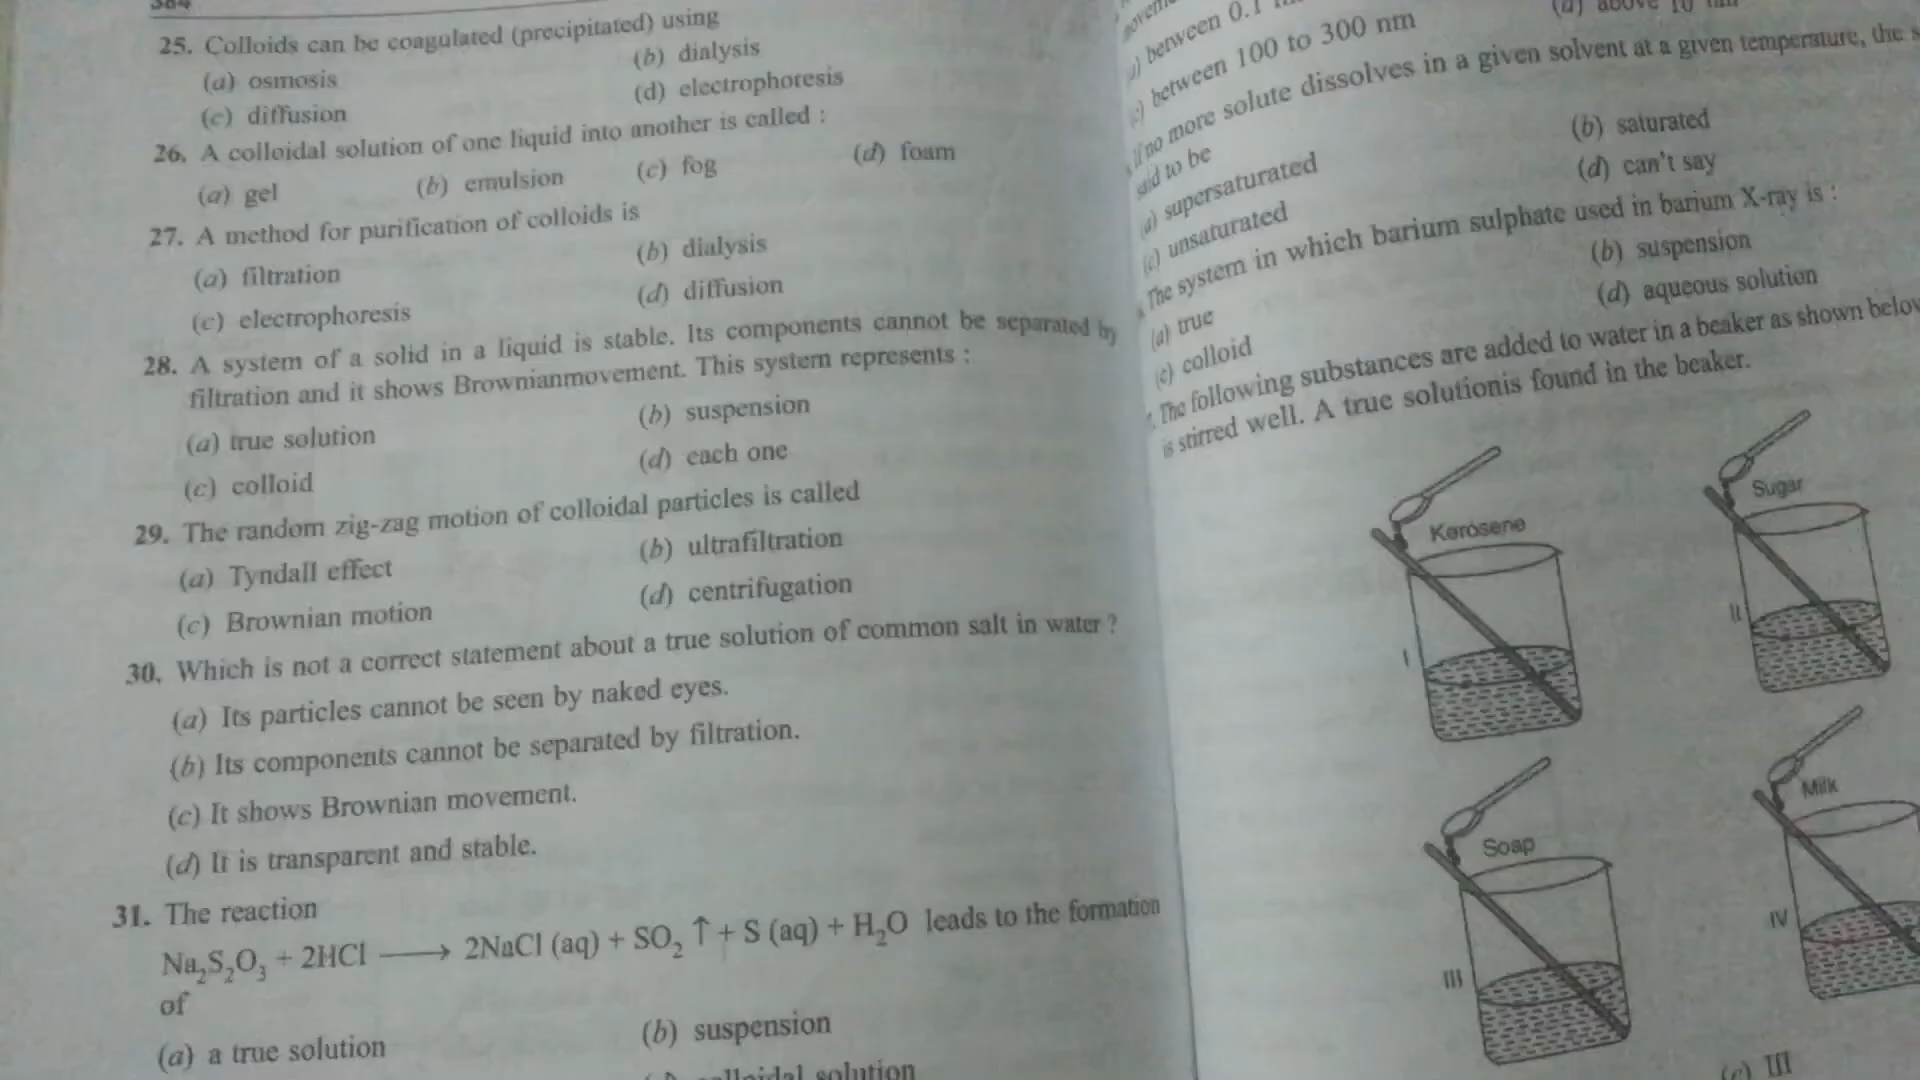 25. Colloids can be coagulated (precipitated) using
(a) osmosis (b) dialysis
(c) diffusion (d) electrophoresis
26. A colloidal solution of one liquid into another is called :
(a) gel (b) emulsion (c) fog (d) foam
27. A method for purification of colloids is
(a) filtration (b) dialysis
(c) electrophoresis (d) diffusion
28. A system of a solid in a liquid is stable. Its components cannot be separated by
filtration and it shows Brownianmovement. This system represents :
(a) true solution (b) suspension
(c) colloid (d) each one
29. The random zig-zag motion of colloidal particles is called
(a) Tyndall effect (b) ultrafiltration
(c) Brownian motion (d) centrifugation
30. Which is not a correct statement about a true solution of common salt in water ?
(a) Its particles cannot be seen by naked eyes.
(b) Its components cannot be separated by filtration.
(c) It shows Brownian movement.
(d) It is transparent and stable.
31. The reaction
Na₂S₂O₃ + 2HCl ⟶ 2NaCl (aq) + SO₂ ↑ + S (aq) + H₂O leads to the formation
of
(a) a true solution (b) suspension
solution
between 0.1
between 100 to 300 nm
If no more solute dissolves in a given solvent at a given temperature, the
said to be
supersaturated (b) saturated
(c) unsaturated (d) can't say
The system in which barium sulphate used in barium X-ray is :
(a) true (b) suspension
(c) colloid (d) aqueous solution
The following substances are added to water in a beaker as shown below
is stirred well. A true solutionis found in the beaker.
Kerosene Sugar
I II
Soap Milk
III IV
(c) III